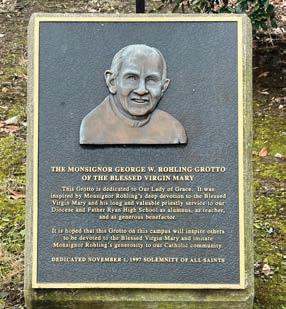 THE MONSIGNOR GEORGE W. ROHLING GROTTO
OF THE BLESSED VIRGIN MARY
This Grotto is dedicated to Our Lady of Grace. It was
inspired by Monsignor Rohling's deep devotion to the Blessed
Virgin Mary and his long and valuable priestly service to our
Diocese and Father Ryan High School as alumnus, as teacher,
and as generous benefactor.
It is hoped that this Grotto on this campus will inspire others
to be devoted to the Blessed Virgin Mary and imitate
Monsignor Rohling's generosity to our Catholic community.
DEDICATED NOVEMBER 1, 1997 SOLEMNITY OF ALL SAINTS